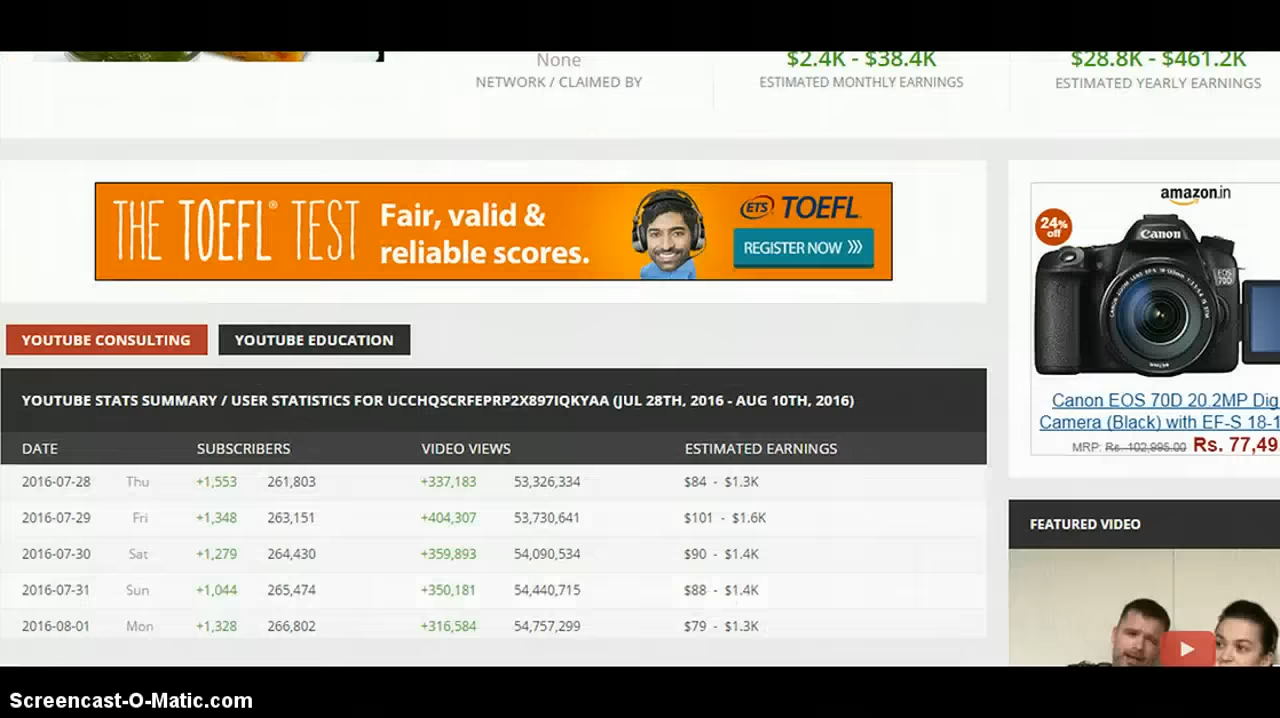 None
NETWORK / CLAIMED BY
$2.4K - $38.4K
ESTIMATED MONTHLY EARNINGS
$28.8K - $461.2K
ESTIMATED YEARLY EARNINGS
THE TOEFL® TEST
Fair, valid &
reliable scores.
ETS TOEFL
REGISTER NOW
amazon.in
24%
off
Canon
EOS
70D
Canon EOS 70D 20.2MP Dig
Camera (Black) with EF-S 18-1
MRP: Rs. 102,995.00 Rs. 77,49
YOUTUBE CONSULTING
YOUTUBE EDUCATION
YOUTUBE STATS SUMMARY / USER STATISTICS FOR UCCHQSCRFEPRP2X897IQKYAA (JUL 28TH, 2016 - AUG 10TH, 2016)
DATE SUBSCRIBERS VIDEO VIEWS ESTIMATED EARNINGS
2016-07-28 Thu +1,553 261,803 +337,183 53,326,334 $84 - $1.3K
2016-07-29 Fri +1,348 263,151 +404,307 53,730,641 $101 - $1.6K
2016-07-30 Sat +1,279 264,430 +359,893 54,090,534 $90 - $1.4K
2016-07-31 Sun +1,044 265,474 +350,181 54,440,715 $88 - $1.4K
2016-08-01 Mon +1,328 266,802 +316,584 54,757,299 $79 - $1.3K
FEATURED VIDEO
Screencast-O-Matic.com